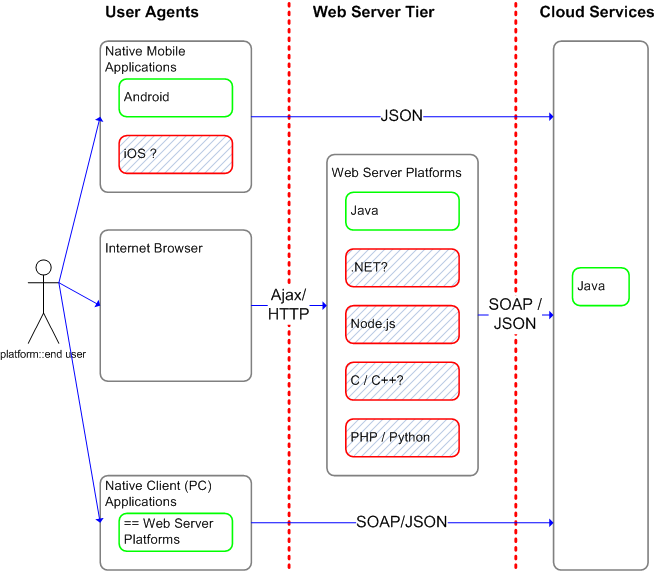 User Agents
Web Server Tier
Cloud Services
Native Mobile
Applications
Android
iOS ?
JSON
Web Server Platforms
Java
.NET?
Node.js
C / C++?
PHP / Python
Internet Browser
Ajax/
HTTP
SOAP /
JSON
Java
platform::end user
Native Client (PC)
Applications
== Web Server
Platforms
SOAP/JSON